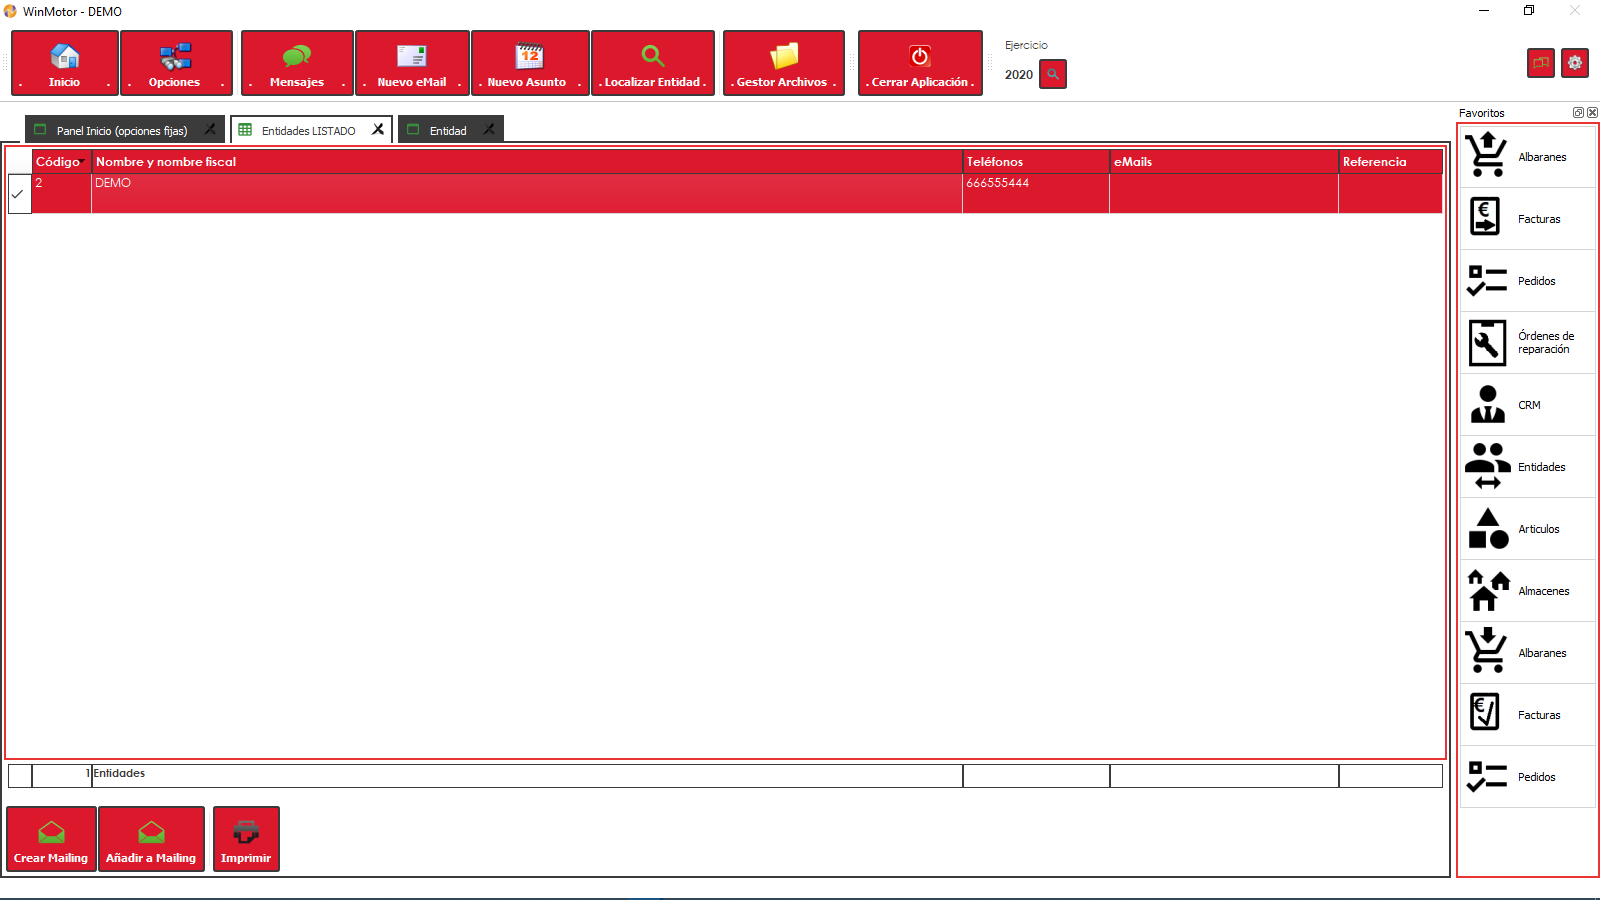 WinMotor - DEMO
. Inicio .
. Opciones .
. Mensajes .
. Nuevo eMail .
12
. Nuevo Asunto .
. Localizar Entidad .
. Gestor Archivos .
. Cerrar Aplicación .
Ejercicio
2020
Panel Inicio (opciones fijas)
Entidades LISTADO
Entidad
Código
Nombre y nombre fiscal
Teléfonos
eMails
Referencia
2
DEMO
666555444
1 Entidades
Crear Mailing
Añadir a Mailing
Imprimir
Favoritos
Albaranes
Facturas
Pedidos
Órdenes de
reparación
CRM
Entidades
Articulos
Almacenes
Albaranes
Facturas
Pedidos